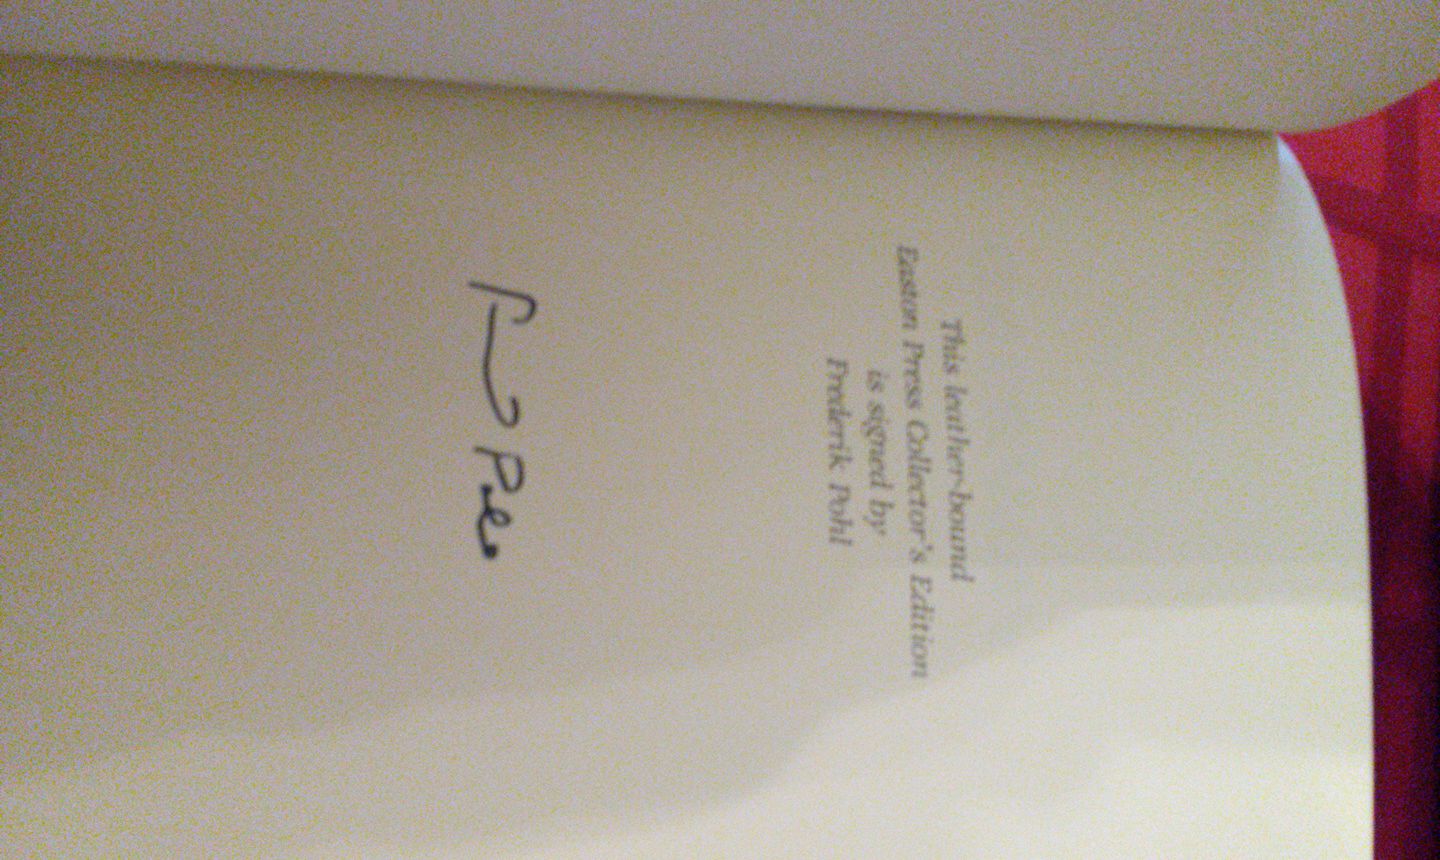 This leather-bound
Easton Press Collector's Edition
is signed by
Frederik Pohl